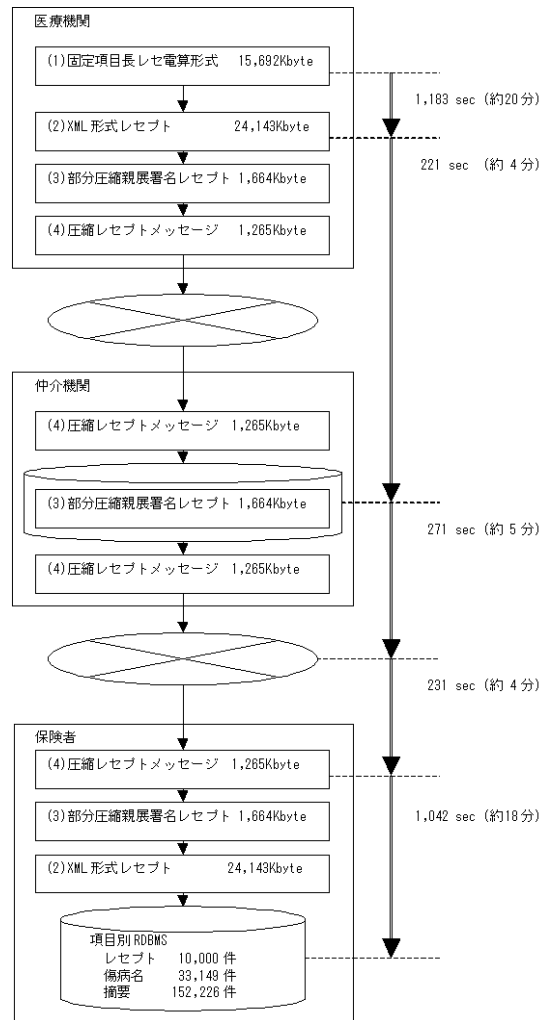 医療機関
(1)固定項目長レセ電算形式 15,692Kbyte
1,183 sec (約20分)
(2)XML形式レセプト 24,143Kbyte
221 sec (約 4分)
(3)部分圧縮親展署名レセプト 1,664Kbyte
(4)圧縮レセプトメッセージ 1,265Kbyte
仲介機関
(4)圧縮レセプトメッセージ 1,265Kbyte
(3)部分圧縮親展署名レセプト 1,664Kbyte
271 sec (約 5分)
(4)圧縮レセプトメッセージ 1,265Kbyte
231 sec (約 4分)
保険者
(4)圧縮レセプトメッセージ 1,265Kbyte
(3)部分圧縮親展署名レセプト 1,664Kbyte
1,042 sec (約18分)
(2)XML形式レセプト 24,143Kbyte
項目別RDBMS
レセプト 10,000 件
傷病名 33,149 件
摘要 152,226 件